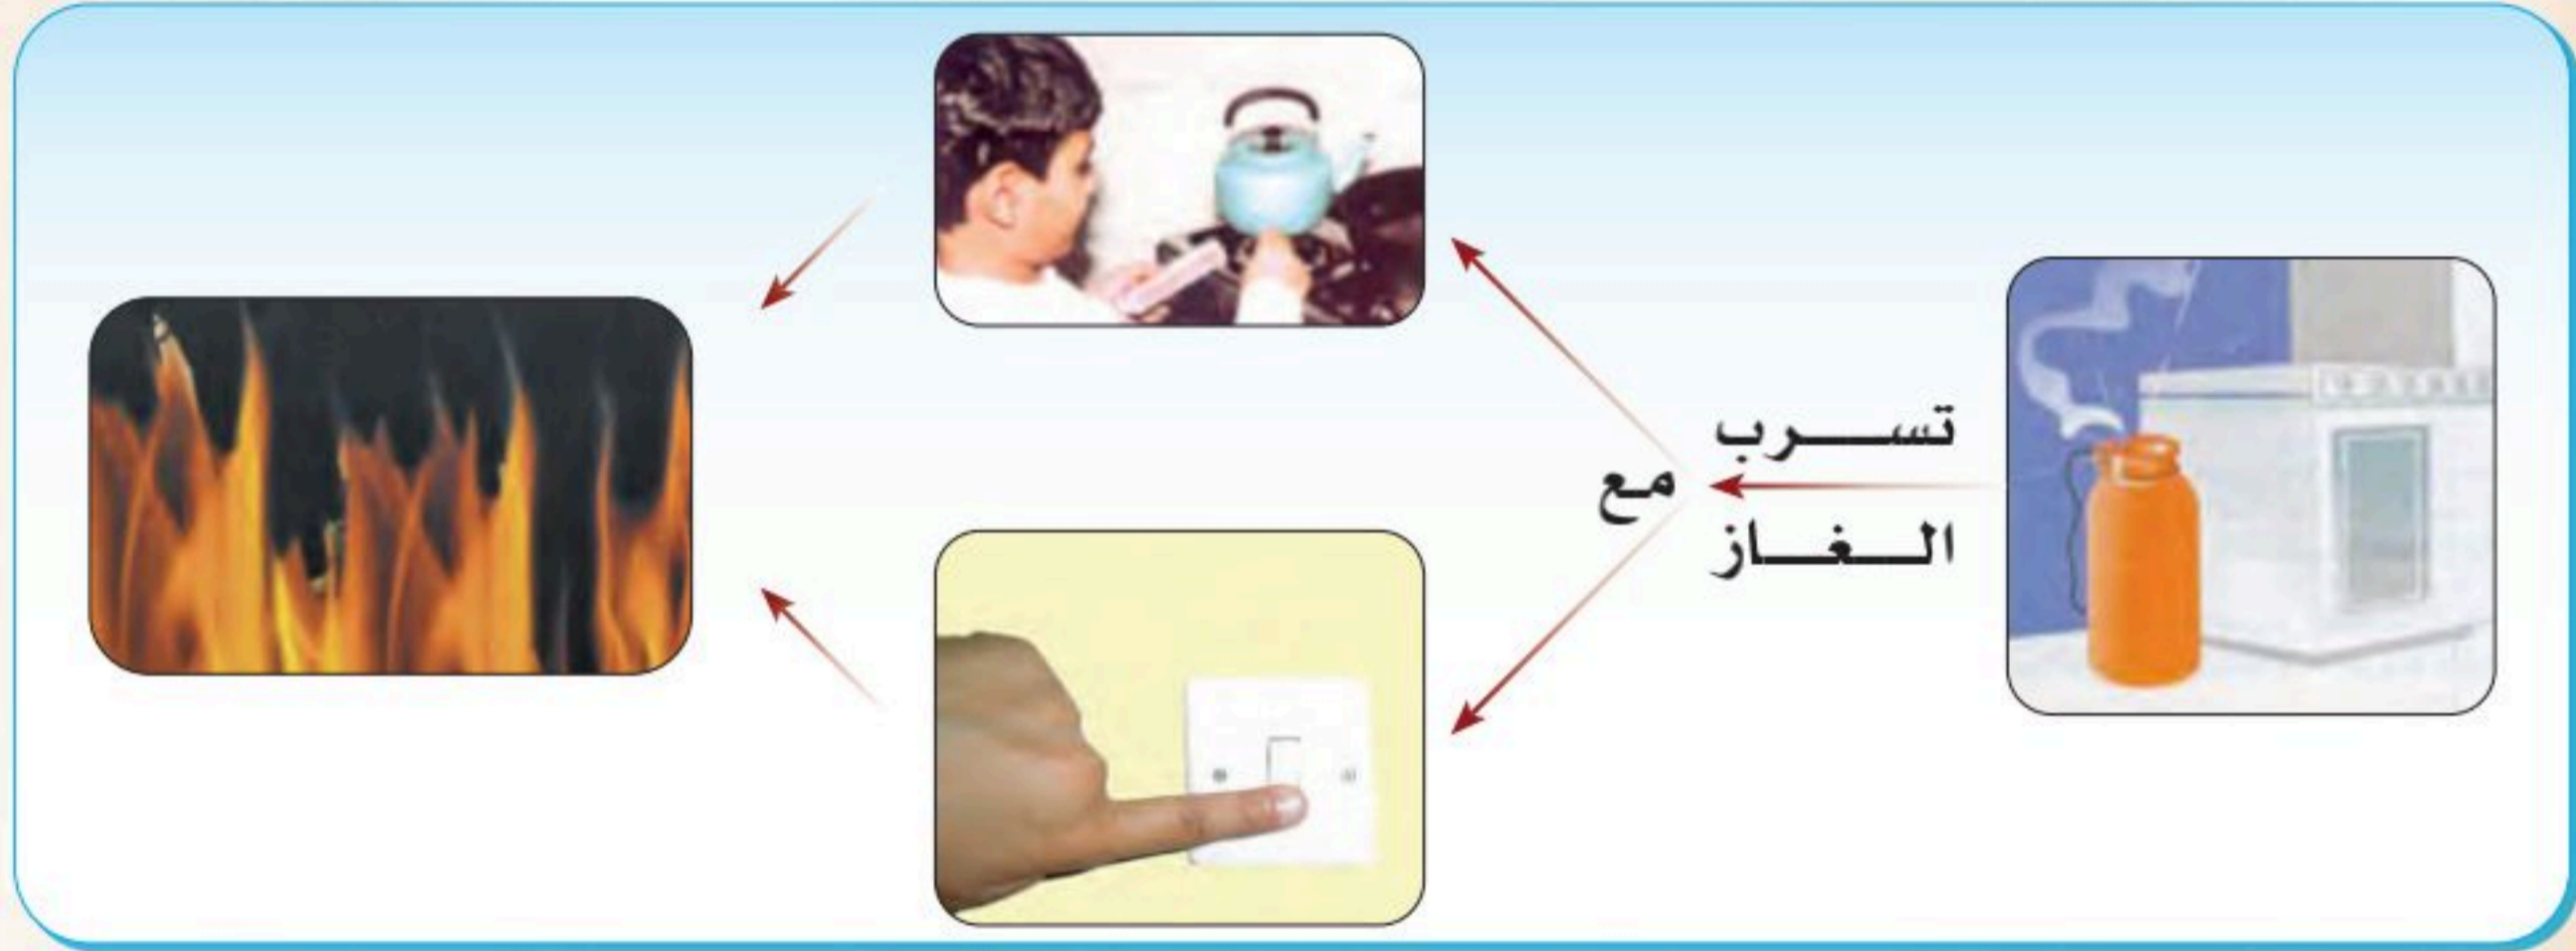 تسرب
مع
الغاز